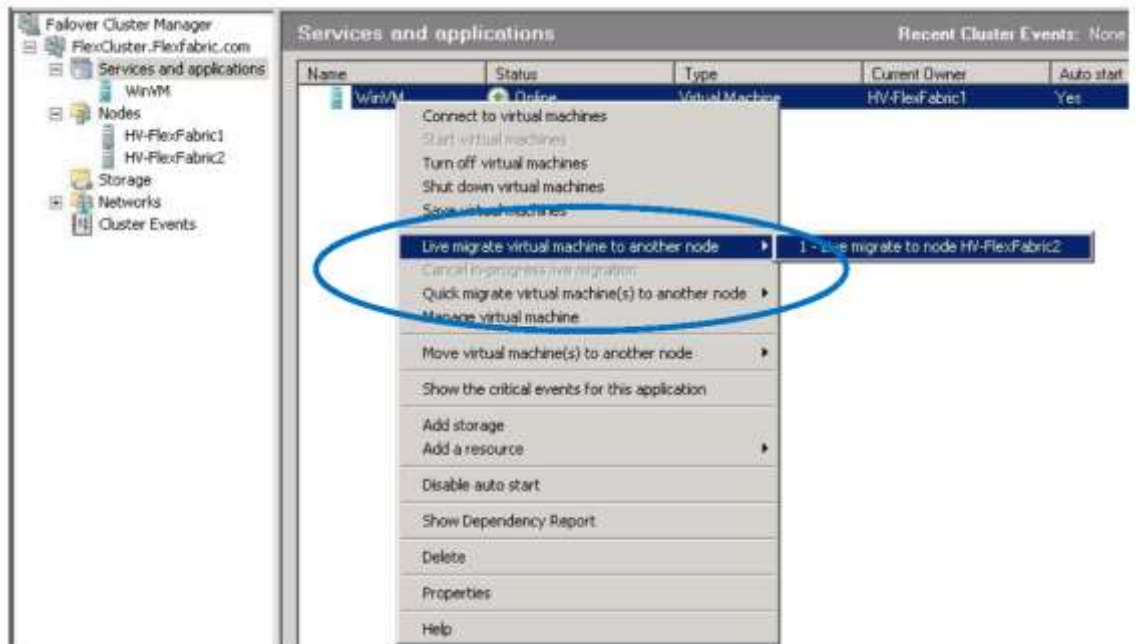 Failover Cluster Manager
FlexCluster.Flexfabric.com
Services and applications
WinVM
Nodes
HV-FlexFabric1
HV-FlexFabric2
Storage
Networks
Cluster Events
Services and applications Recent Cluster Events: None
Name Status Type Current Owner Auto start
WinVM Online Virtual Machine HV-FlexFabric1 Yes
Connect to virtual machines
Start virtual machines
Turn off virtual machines
Shut down virtual machines
Save virtual machines
Live migrate virtual machine to another node
1 - Live migrate to node HV-FlexFabric2
Cancel in-progress live migration
Quick migrate virtual machine(s) to another node
Manage virtual machine
Move virtual machine(s) to another node
Show the critical events for this application
Add storage
Add a resource
Disable auto start
Show Dependency Report
Delete
Properties
Help